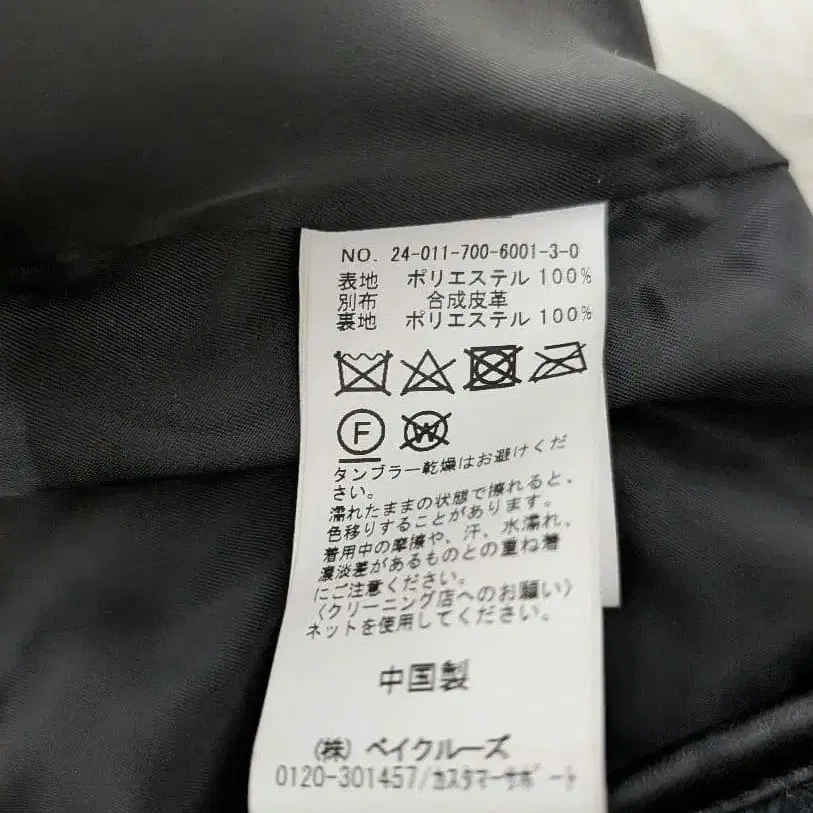 NO. 24-011-700-6001-3-0
表地 ポリエステル 100%
別布 合成皮革
裏地 ポリエステル 100%
F W
タンブラー乾燥はお避けくだ
さい。
濡れたままの状態で擦れると、
色移りすることがあります。
着用中の摩擦や、汗、水濡れ、
濃淡差があるものとの重ね着
にご注意ください。
〈クリーニング店へのお願い〉
ネットを使用してください。
中国製
(株) ベイクルーズ
0120-301457/カスタマーサポート